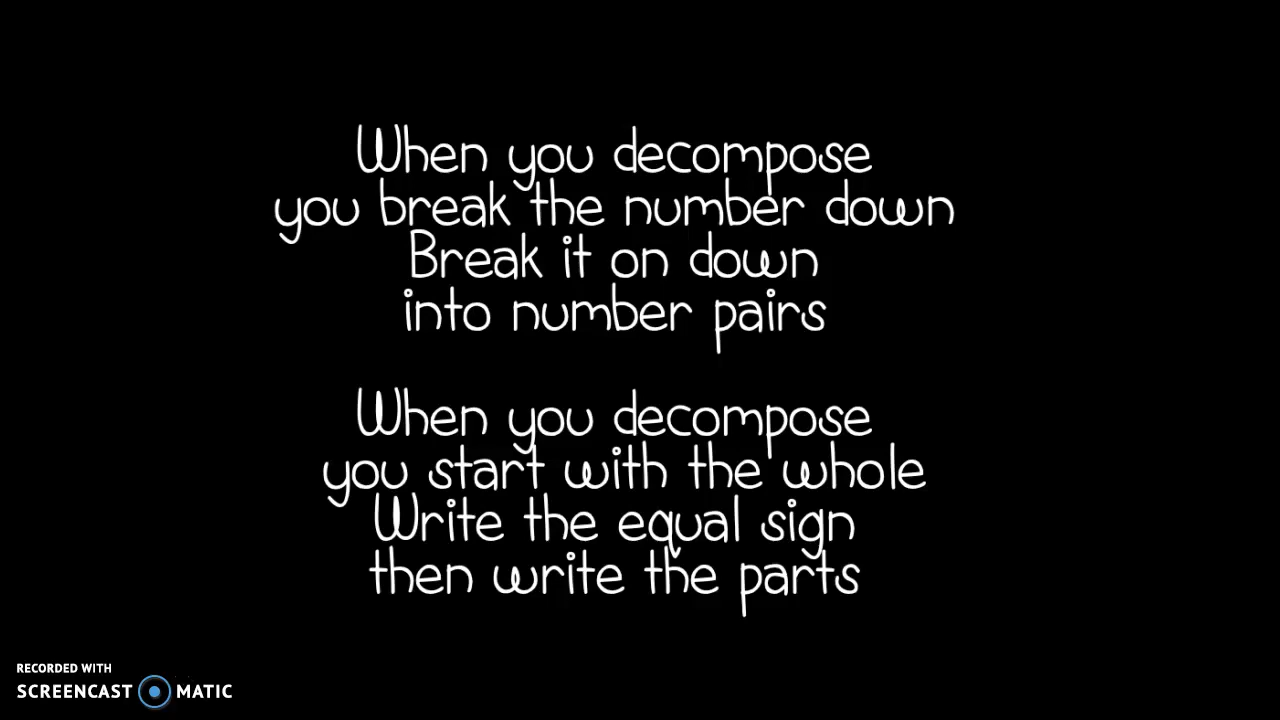 When you decompose
you break the number down
Break it on down
into number pairs
When you decompose
you start with the whole
Write the equal sign
then write the parts
RECORDED WITH
SCREENCAST MATIC